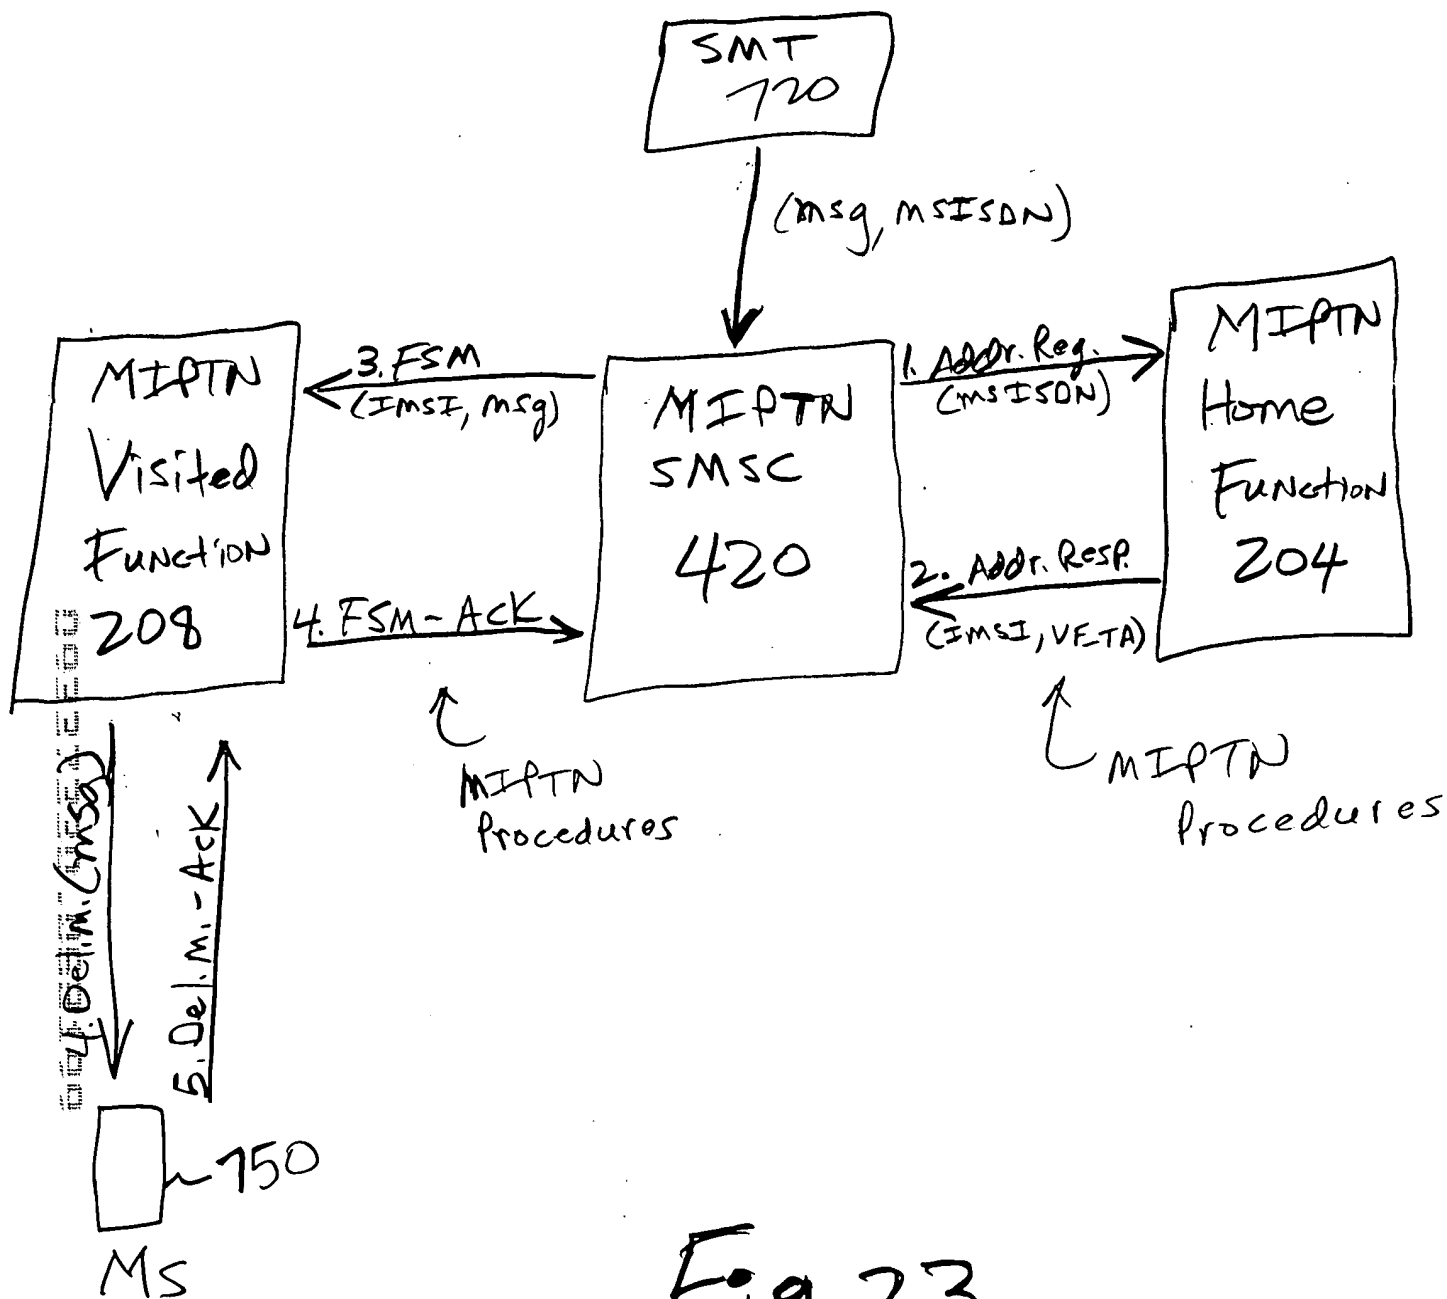 SMT
720
(msg, MSISDN)
MIPTN
Visited
Function
208
3. FSM
(IMSI, msg)
4. FSM-Ack
MIPTN
SMSC
420
1. Addr. Req.
(MSISDN)
2. Addr. Resp.
(IMSI, VF_TA)
MIPTN
Home
Function
204
MIPTN
Procedures
MIPTN
Procedures
4. Del.m. (msg)
5. Del.m.-Ack
150
MS
Fig 23